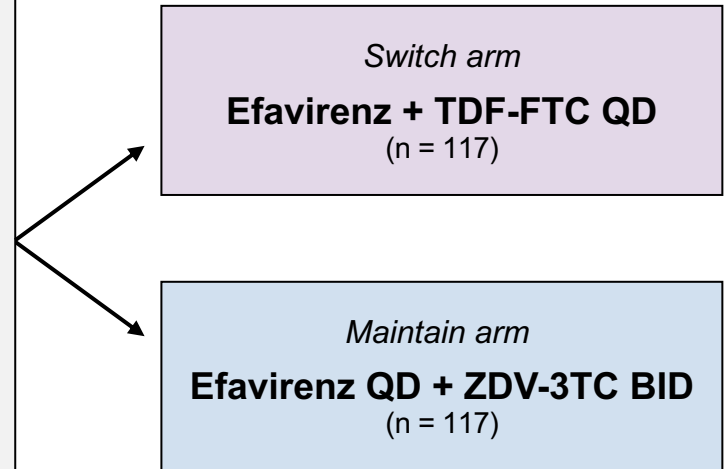 Switch arm
Efavirenz + TDF-FTC QD
(n = 117)
Maintain arm
Efavirenz QD + ZDV-3TC BID
(n = 117)